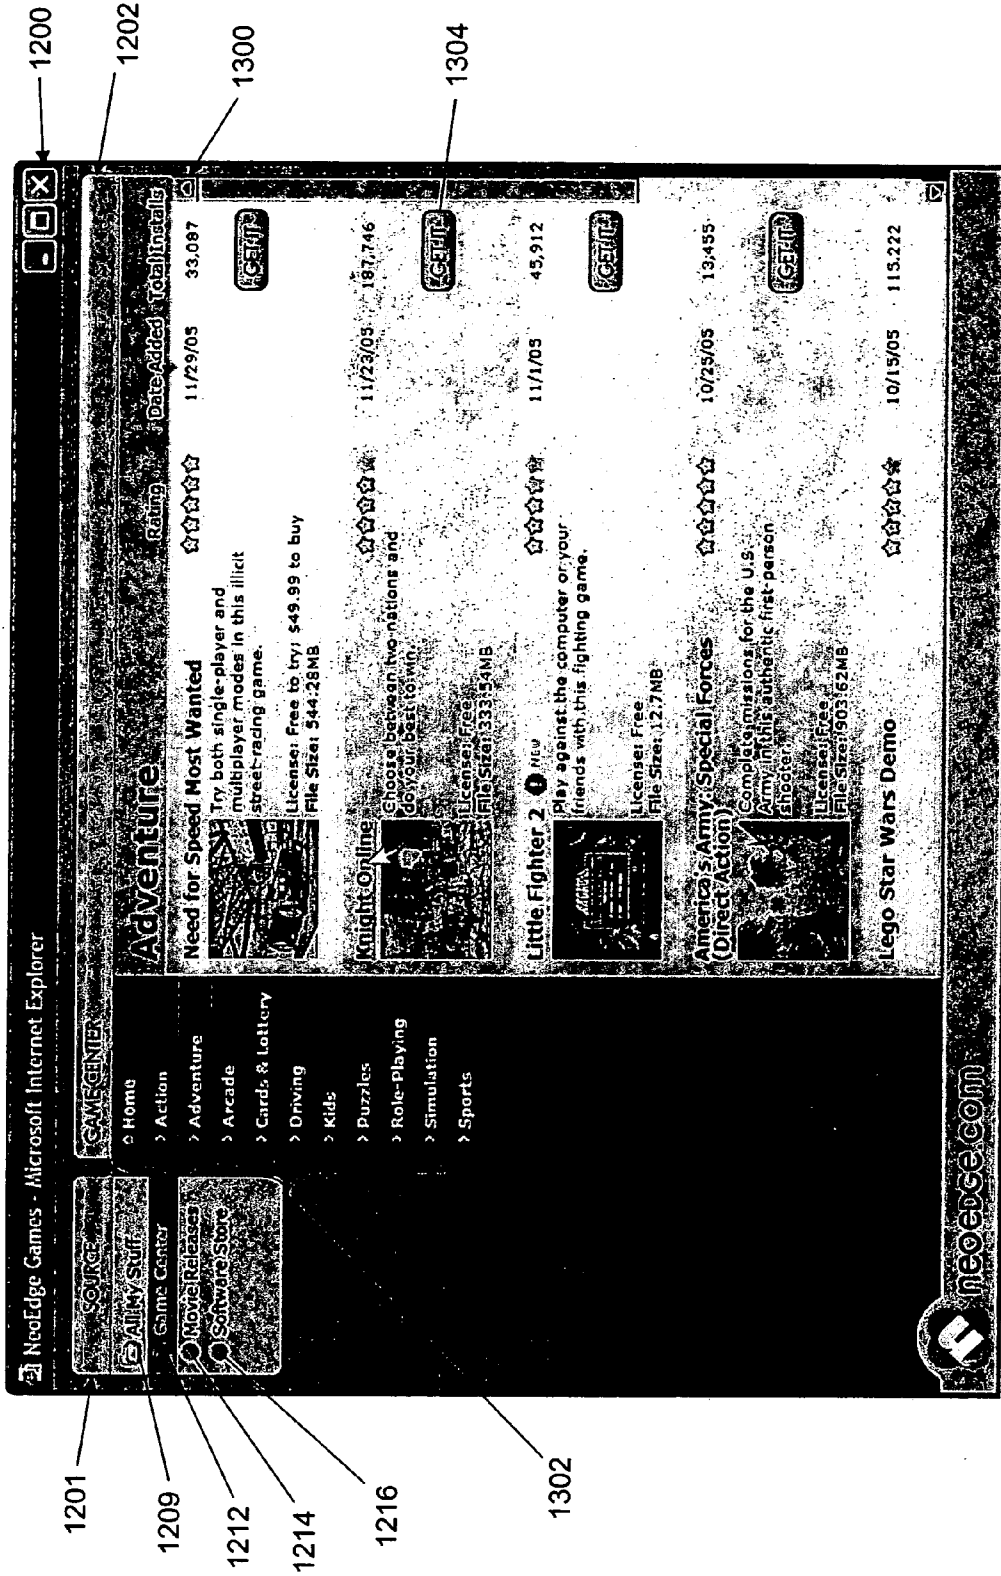 NeoEdge Games - Microsoft Internet Explorer
SOURCE
All My Stuff
Game Center
Movie Releases
Software Store
GAME CENTER
Home
> Action
> Adventure
> Arcade
> Cards & Lottery
> Driving
> Kids
> Puzzles
> Role-Playing
> Simulation
> Sports
Adventure
Rating Date Added Total Installs
Need for Speed Most Wanted 11/29/05 33,087
Try both single-player and
multiplayer modes in this illicit
street-racing game.
License: Free to try; $49.99 to buy
File Size: 544.28MB
GET IT
Knight Online 11/23/05 187,746
Choose between two nations and
do your best to win.
License: Free
File Size: 333.54MB
GET IT
Little Fighter 2 NEW 11/1/05 45,912
Play against the computer or your
friends with this fighting game.
License: Free
File Size: 12.7MB
GET IT
America's Army: Special Forces 10/25/05 13,455
(Direct Action)
Complete missions for the U.S.
Army in this authentic first-person
shooter.
License: Free
File Size: 903.62MB
GET IT
Lego Star Wars Demo 10/15/05 115,222
neoedge.com
1200
1202
1300
1304
1201
1209
1212
1214
1216
1302